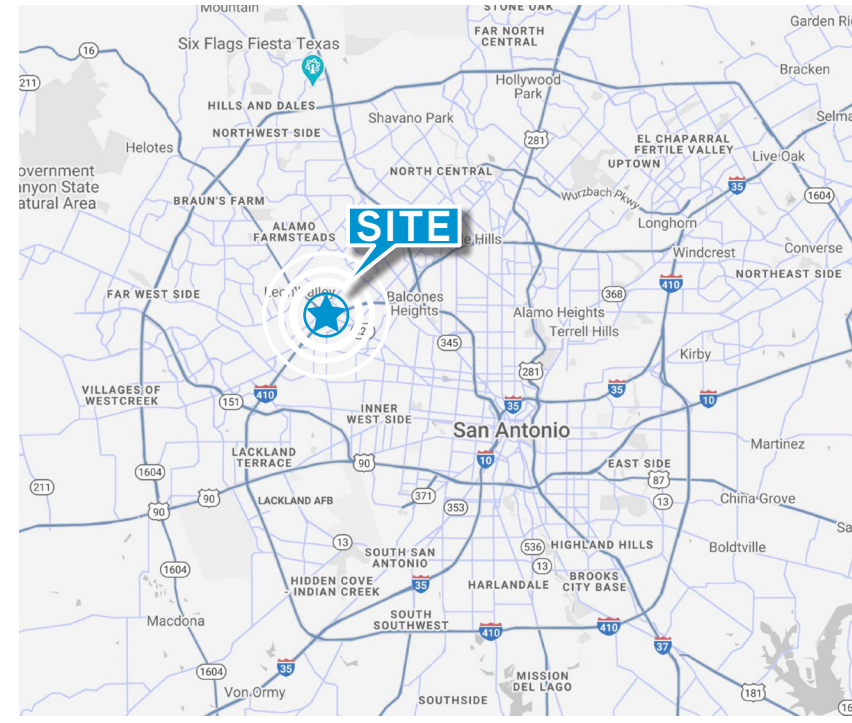 Mountain
STONE OAK
Garden Ri
16
Six Flags Fiesta Texas
FAR NORTH
CENTRAL
Bracken
211
Hollywood
Park
HILLS AND DALES
Shavano Park
Selma
NORTHWEST SIDE
281
EL CHAPARRAL
FERTILE VALLEY
Helotes
UPTOWN
Live Oak
overnment
anyon State
atural Area
NORTH CENTRAL
35
1604
BRAUN'S FARM
Wurzbach Pkwy
ALAMO
FARMSTEADS
SITE
Longhorn
e Hills
Windcrest
Converse
NORTHEAST SIDE
410
FAR WEST SIDE
Leon Valley
Balcones
Heights
368
Alamo Heights
Terrell Hills
345
Kirby
281
VILLAGES OF
WESTCREEK
410
151
35
35
10
INNER
WEST SIDE
San Antonio
Martinez
LACKLAND
TERRACE
90
10
EAST SIDE
1604
87
211
90
LACKLAND AFB
371
13
China Grove
90
353
Sa
13
536
HIGHLAND HILLS
Boldtville
SOUTH SAN
ANTONIO
13
1604
HIDDEN COVE
- INDIAN CREEK
35
HARLANDALE
BROOKS
CITY BASE
Macdona
SOUTH
SOUTHWEST
410
410
37
1604
35
Von Ormy
MISSION
DEL LAGO
181
SOUTHSIDE
16